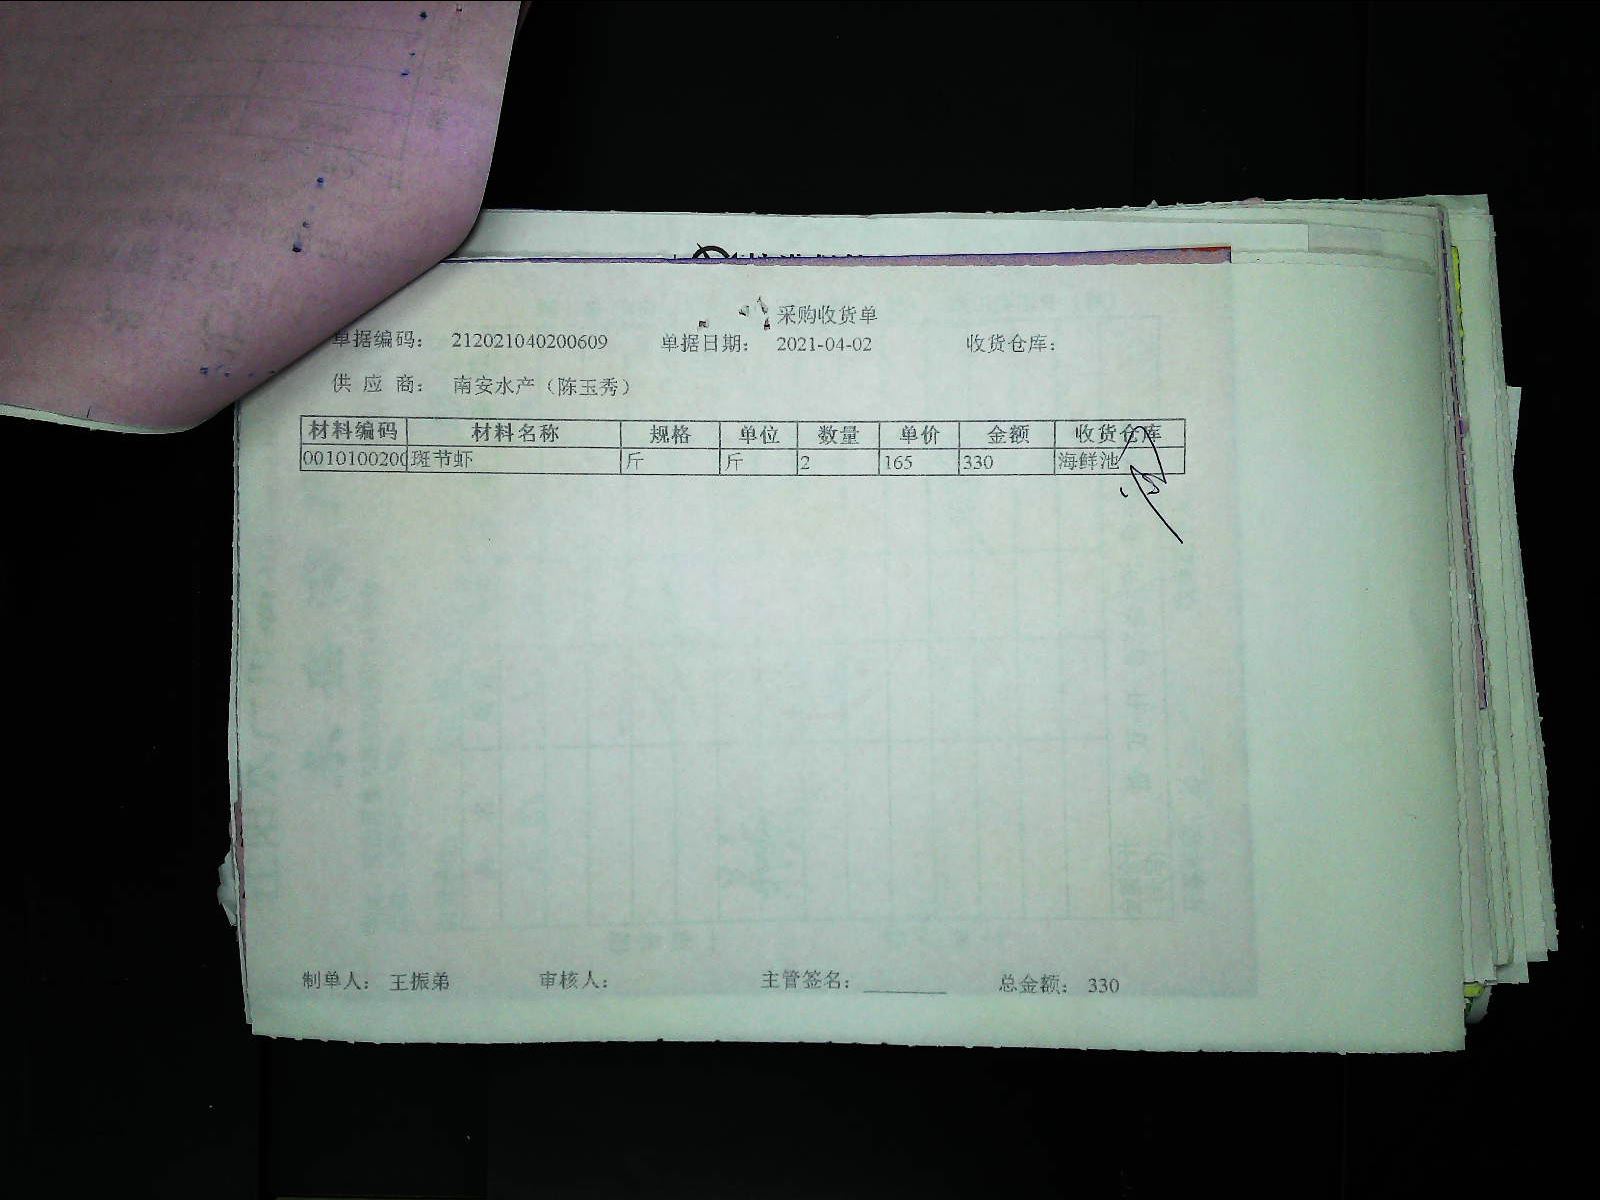 采购收货单
单据编码： 212021040200609 单据日期： 2021-04-02 收货仓库：
供 应 商： 南安水产（陈玉秀）
材料编码 材料名称 规格 单位 数量 单价 金额 收货仓库
0010100200 斑节虾 斤 斤 2 165 330 海鲜池
制单人： 王振弟 审核人： 主管签名： ________ 总金额： 330